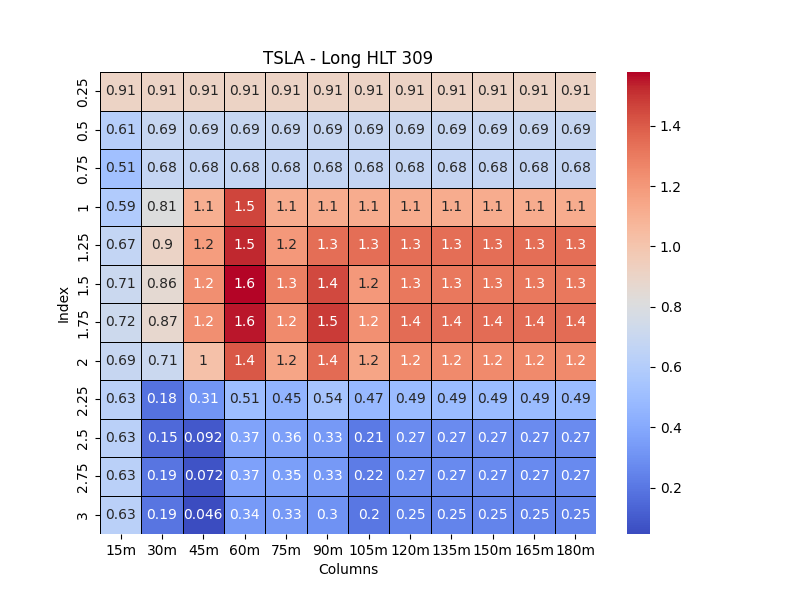 TSLA - Long HLT 309
0.25 0.91 0.91 0.91 0.91 0.91 0.91 0.91 0.91 0.91 0.91 0.91 0.91
0.5 0.61 0.69 0.69 0.69 0.69 0.69 0.69 0.69 0.69 0.69 0.69 0.69
0.75 0.51 0.68 0.68 0.68 0.68 0.68 0.68 0.68 0.68 0.68 0.68 0.68
1 0.59 0.81 1.1 1.5 1.1 1.1 1.1 1.1 1.1 1.1 1.1 1.1
1.25 0.67 0.9 1.2 1.5 1.2 1.3 1.3 1.3 1.3 1.3 1.3 1.3
1.5 0.71 0.86 1.2 1.6 1.3 1.4 1.2 1.3 1.3 1.3 1.3 1.3
1.75 0.72 0.87 1.2 1.6 1.2 1.5 1.2 1.4 1.4 1.4 1.4 1.4
2 0.69 0.71 1 1.4 1.2 1.4 1.2 1.2 1.2 1.2 1.2 1.2
2.25 0.63 0.18 0.31 0.51 0.45 0.54 0.47 0.49 0.49 0.49 0.49 0.49
2.5 0.63 0.15 0.092 0.37 0.36 0.33 0.21 0.27 0.27 0.27 0.27 0.27
2.75 0.63 0.19 0.072 0.37 0.35 0.33 0.22 0.27 0.27 0.27 0.27 0.27
3 0.63 0.19 0.046 0.34 0.33 0.3 0.2 0.25 0.25 0.25 0.25 0.25
15m 30m 45m 60m 75m 90m 105m 120m 135m 150m 165m 180m
Columns
Index
1.4
1.2
1.0
0.8
0.6
0.4
0.2